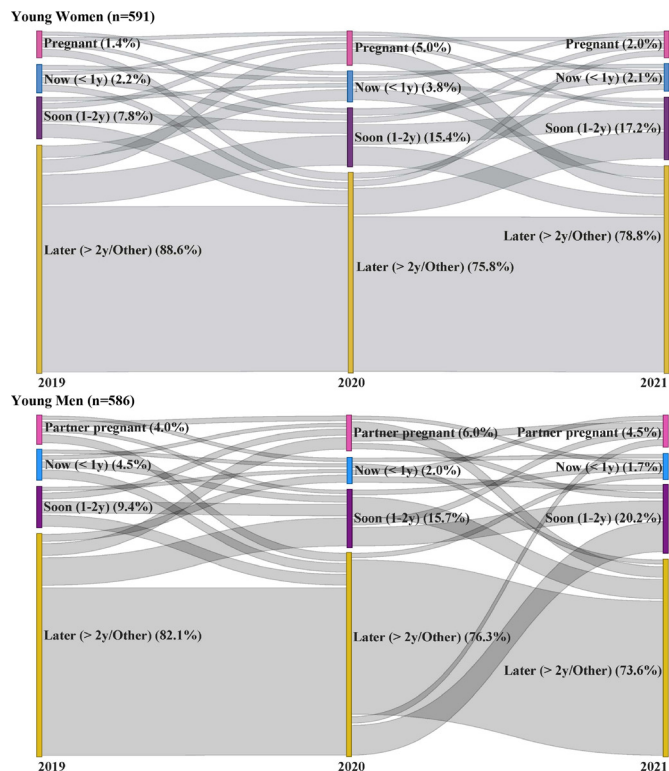 Young Women (n=591)
Pregnant (1.4%) Pregnant (5.0%) Pregnant (2.0%)
Now (< 1y) (2.2%) Now (<1y) (3.8%) Now (<1y) (2.1%)
Soon (1-2y) (7.8%) Soon (1-2y) (15.4%) Soon (1-2y) (17.2%)
Later (> 2y/Other) (88.6%) Later (> 2y/Other) (75.8%) Later (> 2y/Other) (78.8%)
2019 2020 2021
Young Men (n=586)
Partner pregnant (4.0%) Partner pregnant (6.0%) Partner pregnant (4.5%)
Now (< 1y) (4.5%) Now (<1y) (2.0%) Now (<1y) (1.7%)
Soon (1-2y) (9.4%) Soon (1-2y) (15.7%) Soon (1-2y) (20.2%)
Later (> 2y/Other) (82.1%) Later (> 2y/Other) (76.3%) Later (> 2y/Other) (73.6%)
2019 2020 2021